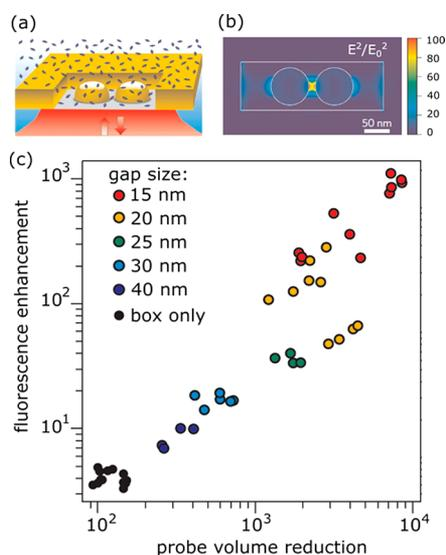 (a)
(b)
E²/E₀²
100
80
60
40
20
0
50 nm
(c)
gap size:
15 nm
20 nm
25 nm
30 nm
40 nm
box only
fluorescence enhancement
10³
10²
10¹
10²
10³
10⁴
probe volume reduction